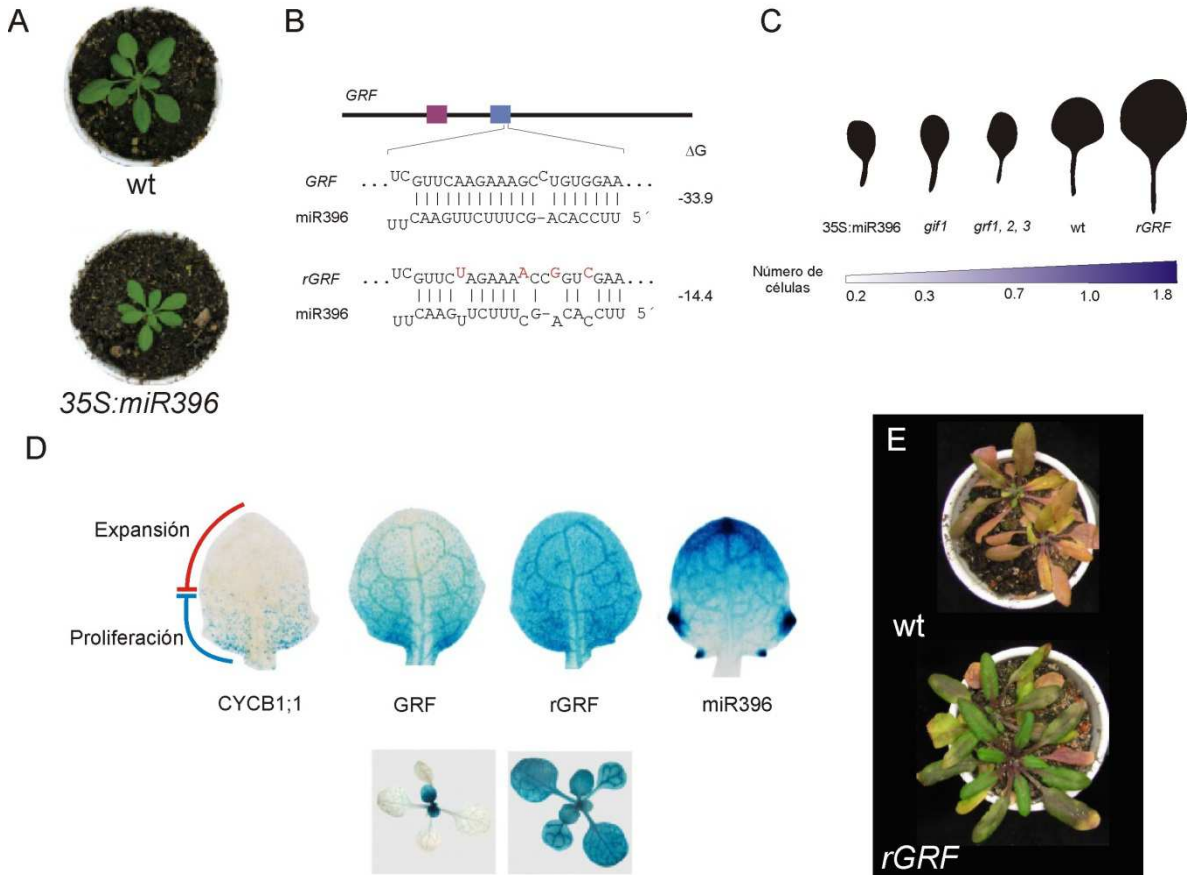 A
wt
35S:miR396
B
GRF
ΔG
GRF ...UCGUUCAAGAAAGCCUGUGGAA...
-33.9
miR396 UUCAAGUUCUUUCG-ACACCUU 5´
rGRF ...UCGUUCUAGAAAACCGGUCGAA...
-14.4
miR396 UUCAAGUUCUUUCG-ACACCUU 5´
C
35S:miR396 gif1 grf1, 2, 3 wt rGRF
Número de
células
0.2 0.3 0.7 1.0 1.8
D
Expansión
Proliferación
CYCB1;1 GRF rGRF miR396
E
wt
rGRF